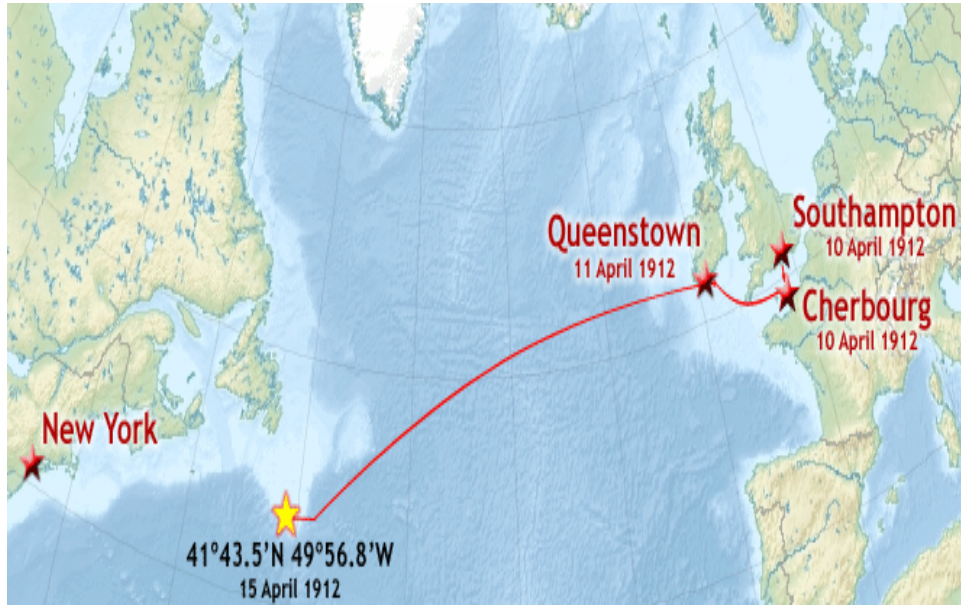 Southampton
10 April 1912
Queenstown
11 April 1912
Cherbourg
10 April 1912
New York
41°43.5’N 49°56.8’W
15 April 1912